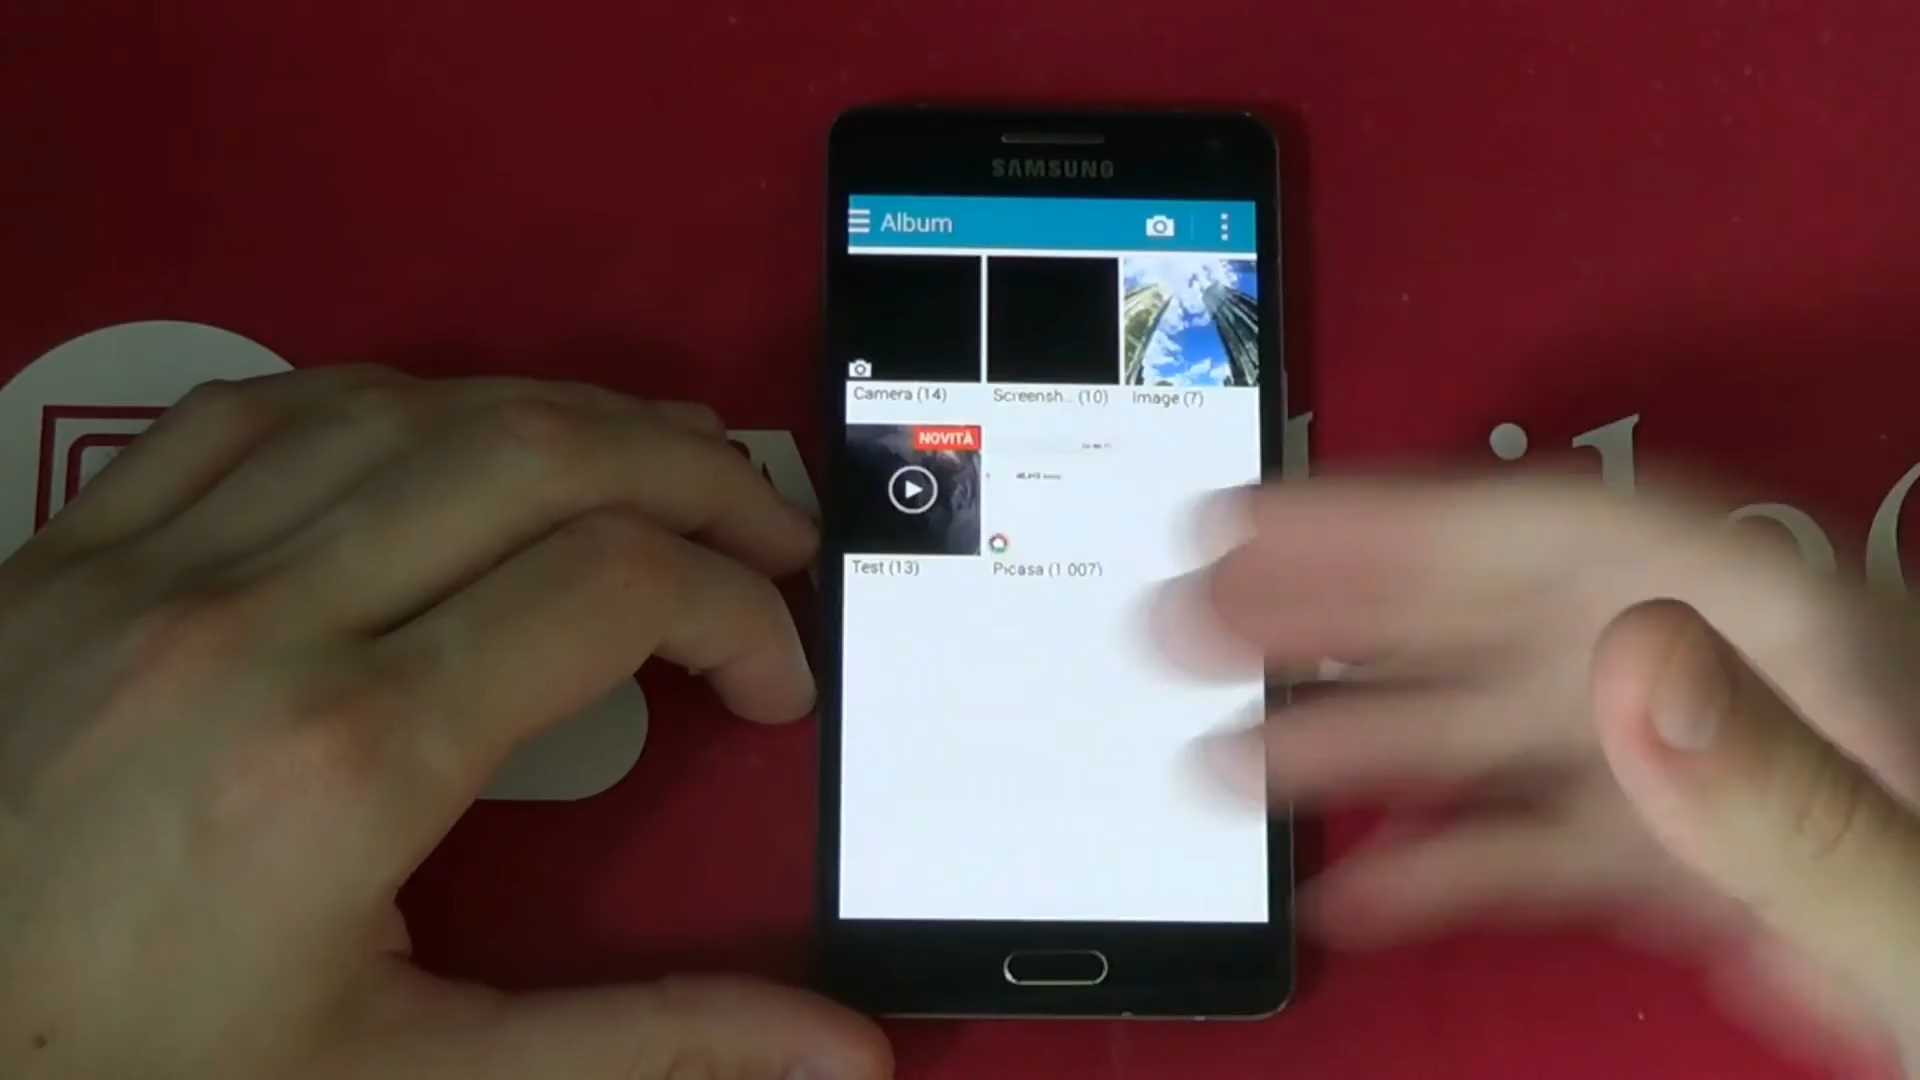 SAMSUNG
Album
Camera (14)
Screensh... (10)
Image (7)
NOVITÀ
Test (13)
Picasa (1 007)